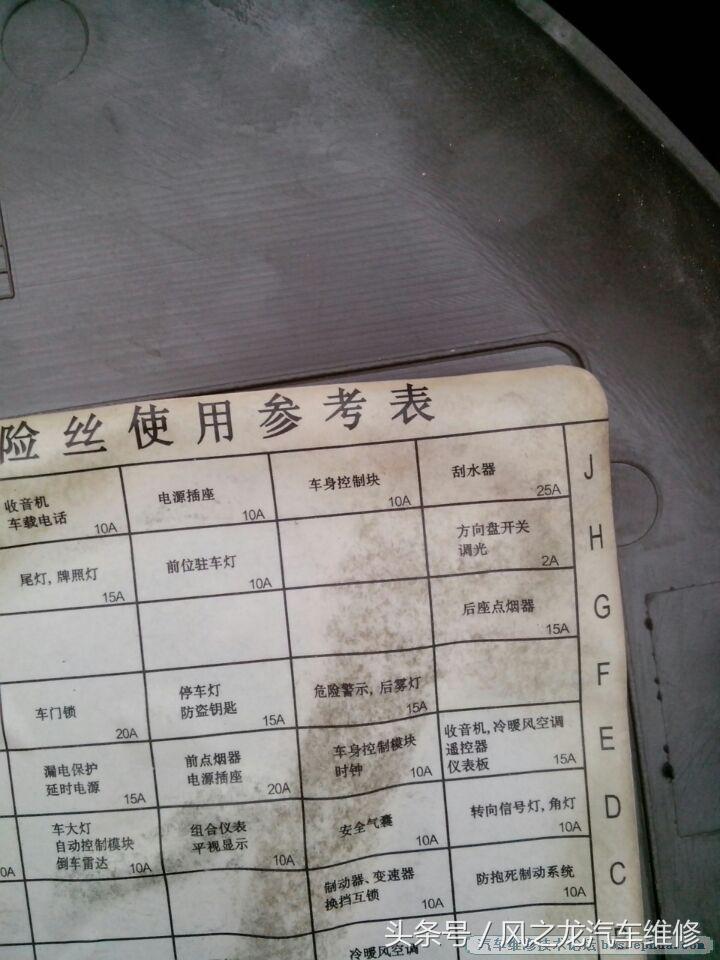 险丝使用参考表
收音机
车载电话
10A
电源插座
10A
车身控制块
10A
刮水器
25A
J
尾灯, 牌照灯
15A
前位驻车灯
10A
方向盘开关
调光
2A
H
后座点烟器
15A
G
车门锁
20A
停车灯
防盗钥匙
15A
危险警示, 后雾灯
15A
F
漏电保护
延时电源
15A
前点烟器
电源插座
20A
车身控制模块
时钟
10A
收音机, 冷暖风空调
遥控器
仪表板
15A
E
0A
车大灯
自动控制模块
倒车雷达
10A
组合仪表
平视显示
10A
安全气囊
10A
转向信号灯, 角灯
10A
D
制动器、变速器
换挡互锁
10A
防抱死制动系统
10A
C
冷暖风空调
头条号 / 风之龙汽车维修
汽车维修技术论坛